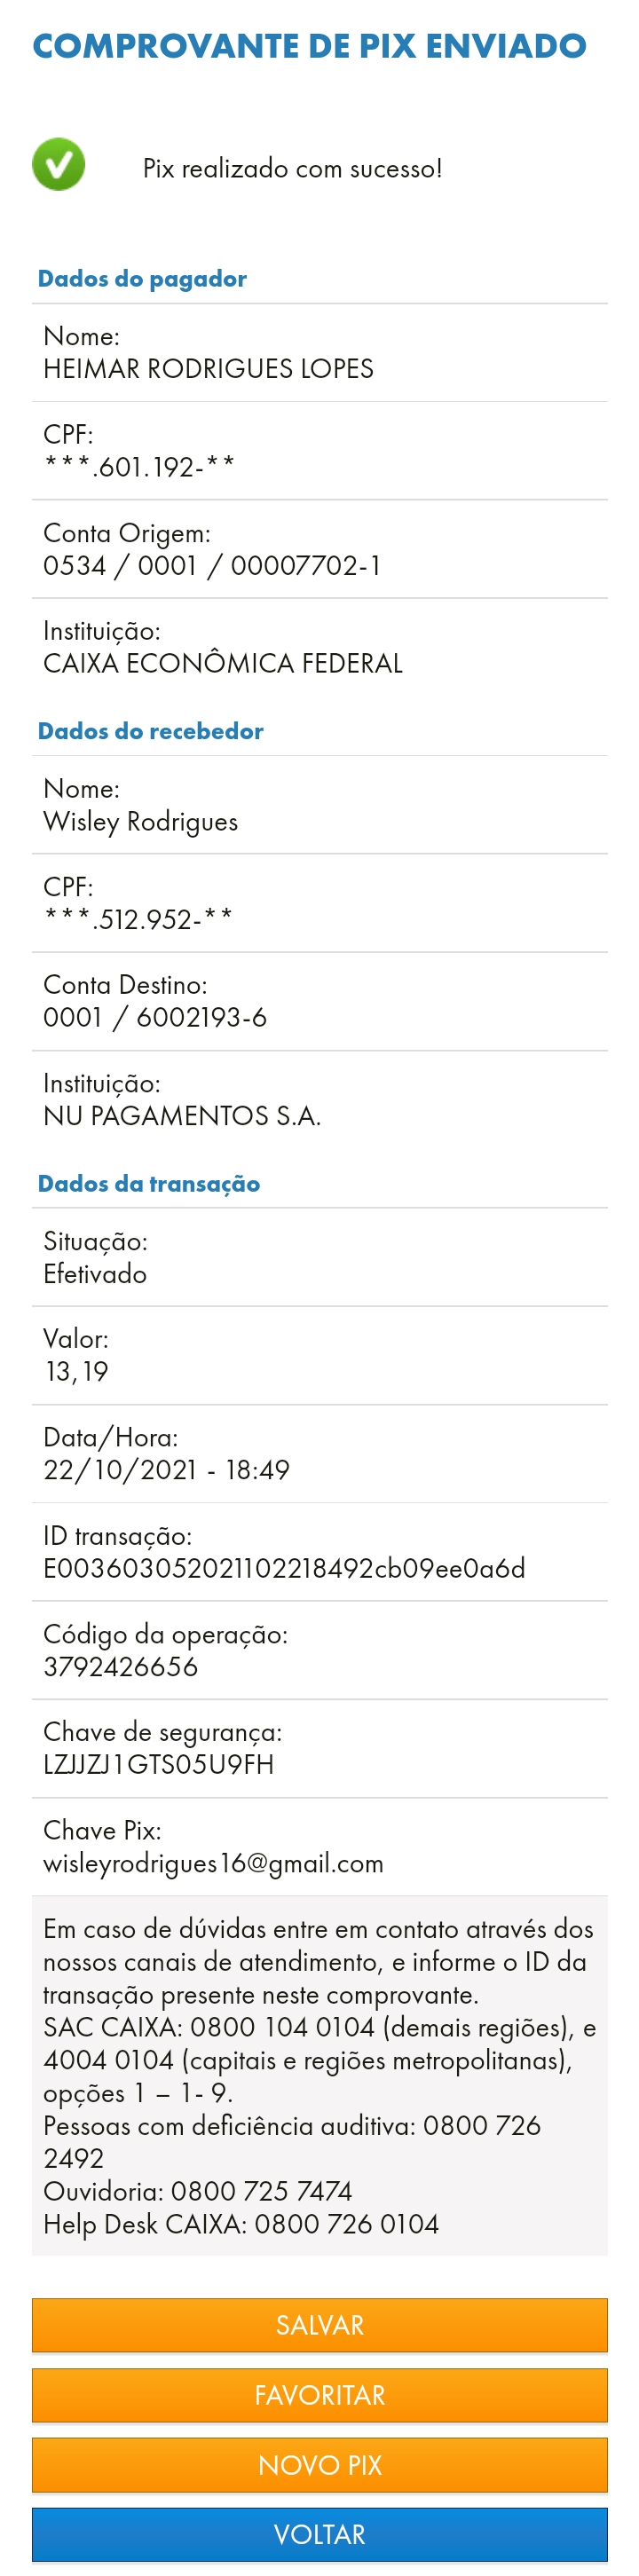 COMPROVANTE DE PIX ENVIADO
Pix realizado com sucesso!
Dados do pagador
Nome:
HEIMAR RODRIGUES LOPES
CPF:
***.601.192-**
Conta Origem:
0534 / 0001 / 00007702-1
Instituição:
CAIXA ECONÔMICA FEDERAL
Dados do recebedor
Nome:
Wisley Rodrigues
CPF:
***.512.952-**
Conta Destino:
0001 / 6002193-6
Instituição:
NU PAGAMENTOS S.A.
Dados da transação
Situação:
Efetivado
Valor:
13,19
Data/Hora:
22/10/2021 - 18:49
ID transação:
E003603052021102218492cb09ee0a6d
Código da operação:
3792426656
Chave de segurança:
LZJJZJ1GTS05U9FH
Chave Pix:
wisleyrodrigues16@gmail.com
Em caso de dúvidas entre em contato através dos
nossos canais de atendimento, e informe o ID da
transação presente neste comprovante.
SAC CAIXA: 0800 104 0104 (demais regiões), e
4004 0104 (capitais e regiões metropolitanas),
opções 1 – 1- 9.
Pessoas com deficiência auditiva: 0800 726
2492
Ouvidoria: 0800 725 7474
Help Desk CAIXA: 0800 726 0104
SALVAR
FAVORITAR
NOVO PIX
VOLTAR